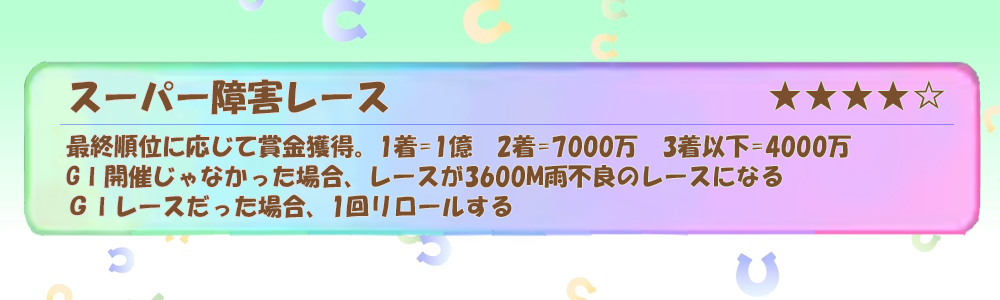 スーパー障害レース ★★★★☆
最終順位に応じて賞金獲得。1着=1億 2着=7000万 3着以下=4000万
GⅠ開催じゃなかった場合、レースが3600M雨不良のレースになる
GⅠレースだった場合、1回リロールする